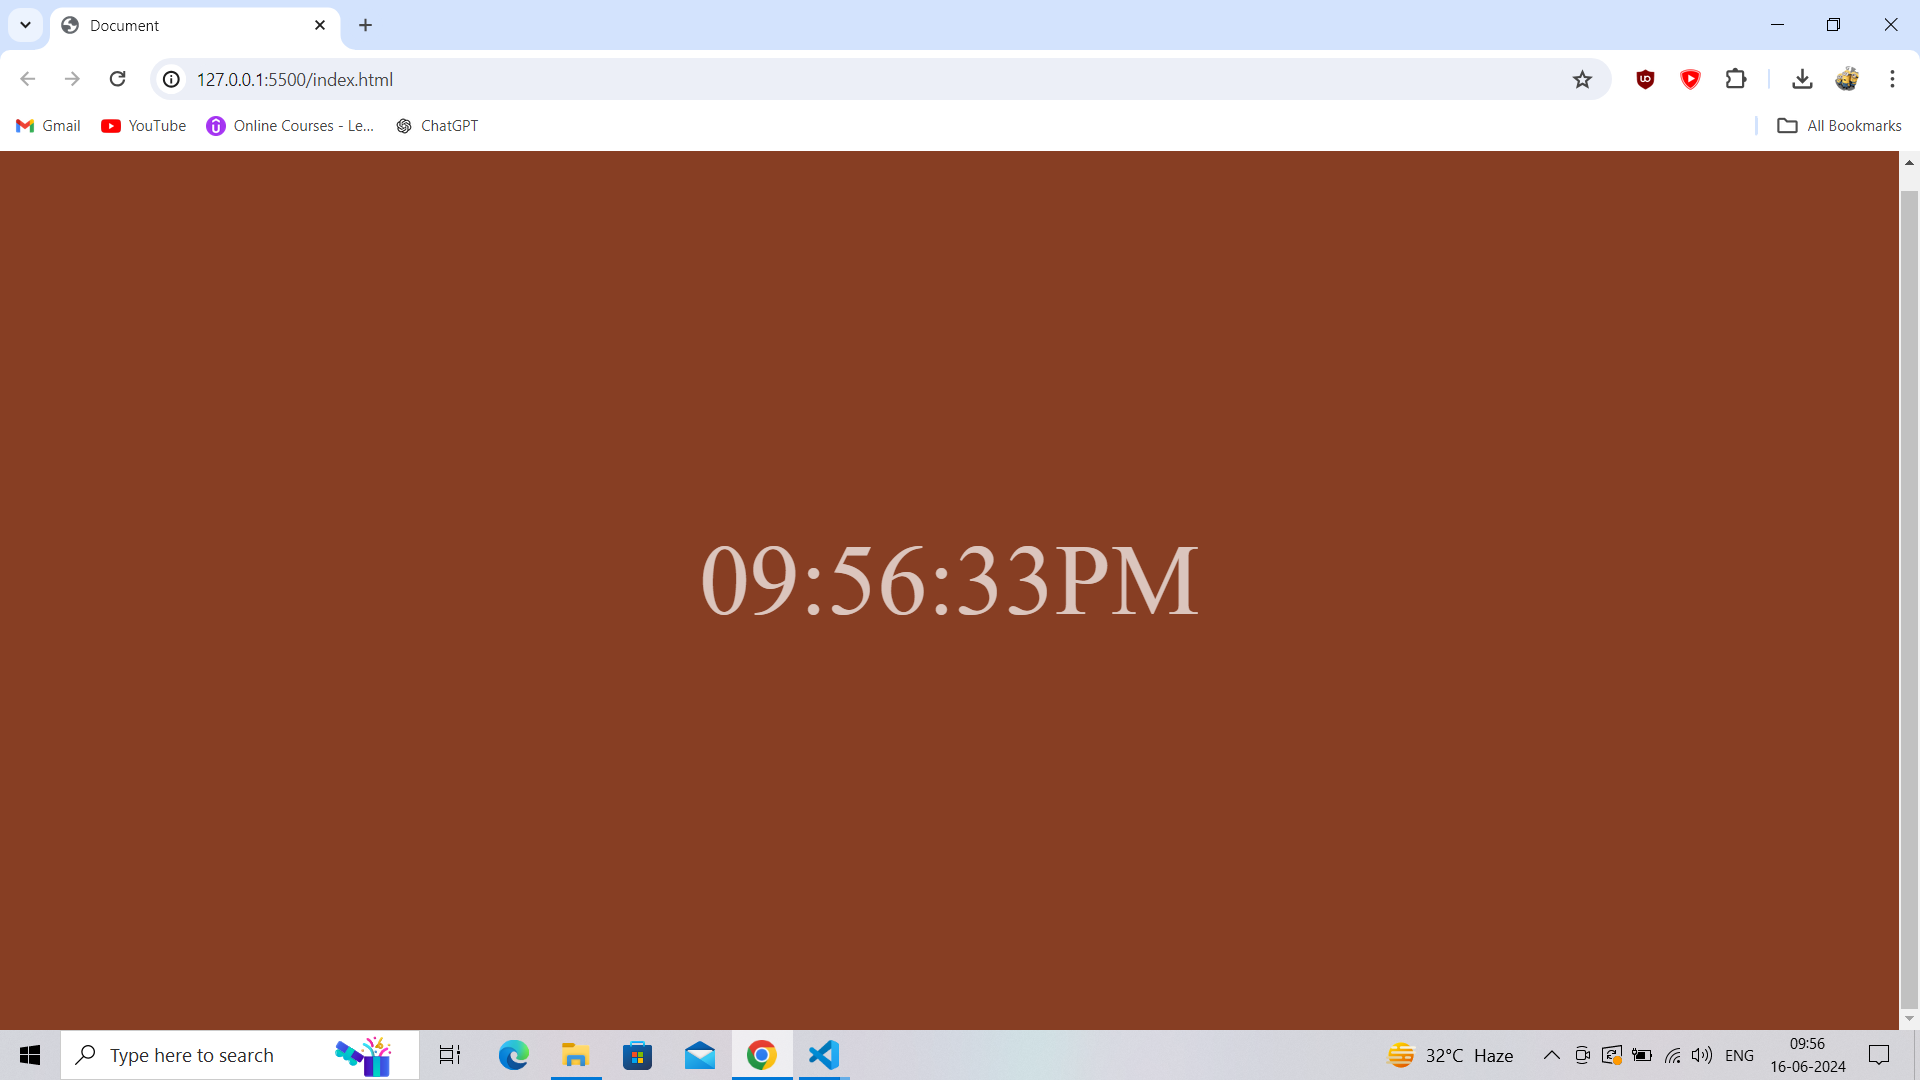 Document
127.0.0.1:5500/index.html
Gmail YouTube Online Courses - Le... ChatGPT All Bookmarks
09:56:33PM
Type here to search 32°C Haze ENG 09:56
16-06-2024